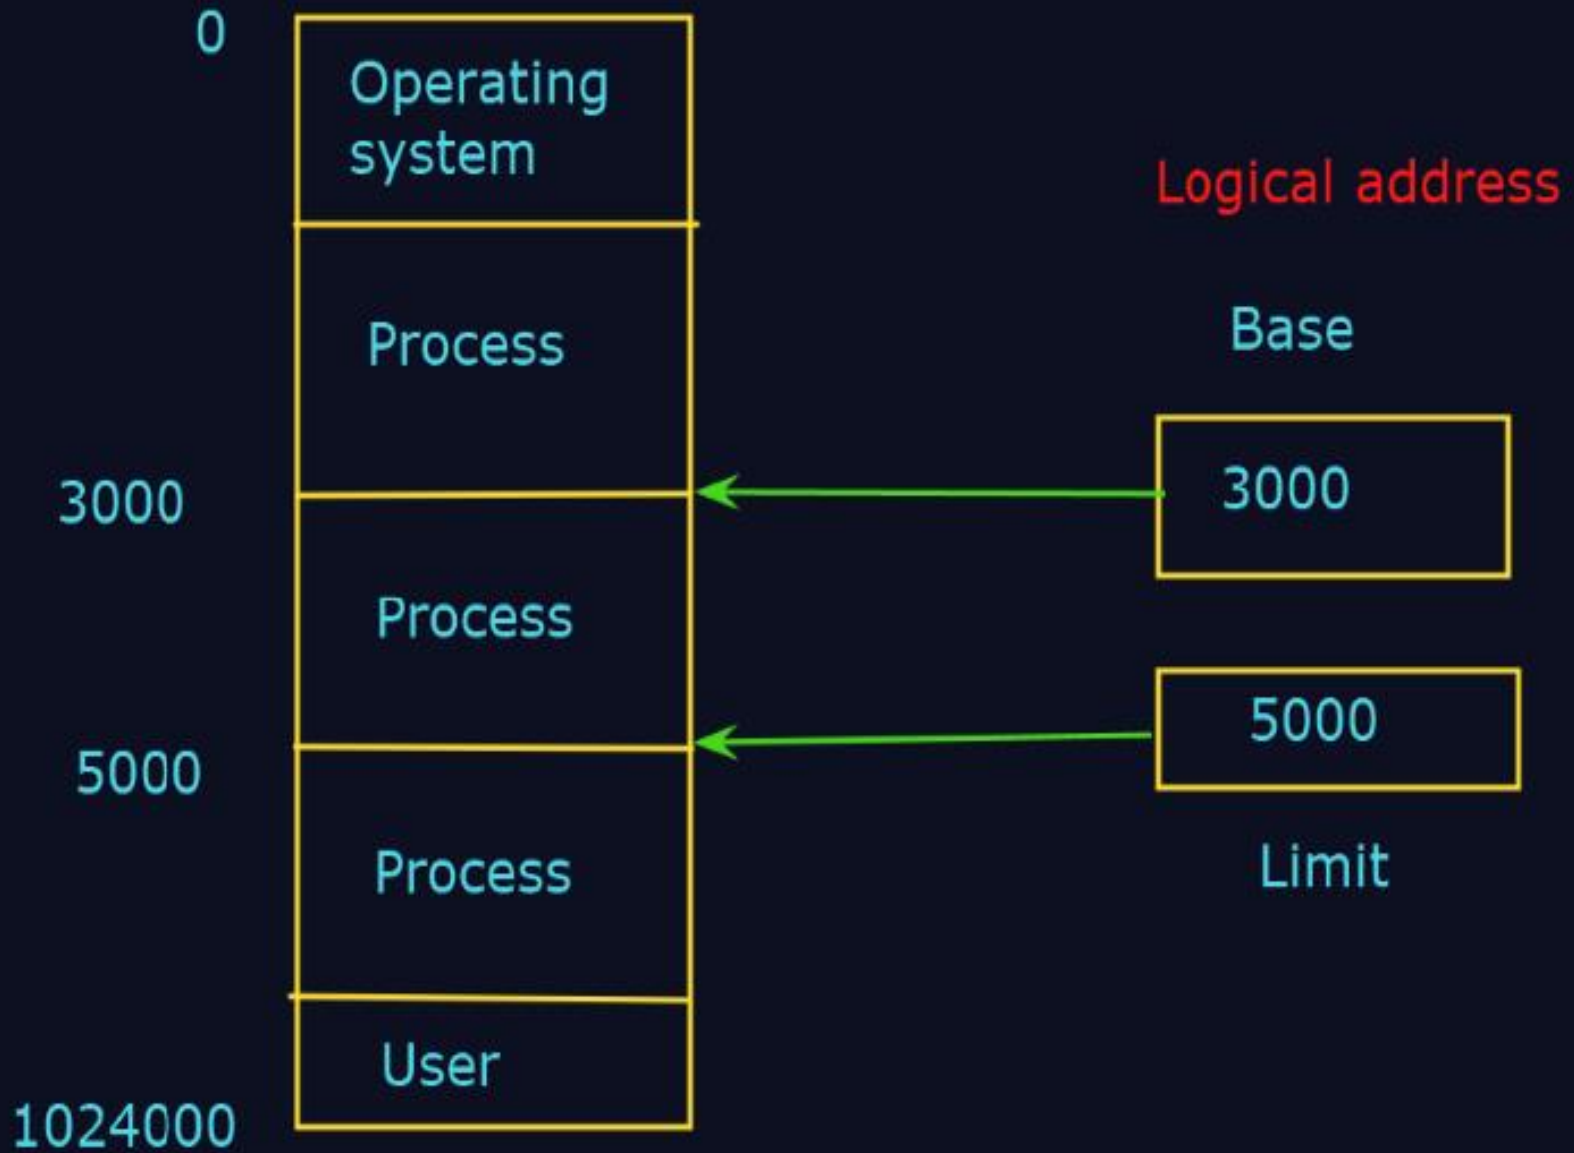 0
Operating
system
Logical address
Process
Base
3000
3000
Process
5000
5000
Process
Limit
User
1024000